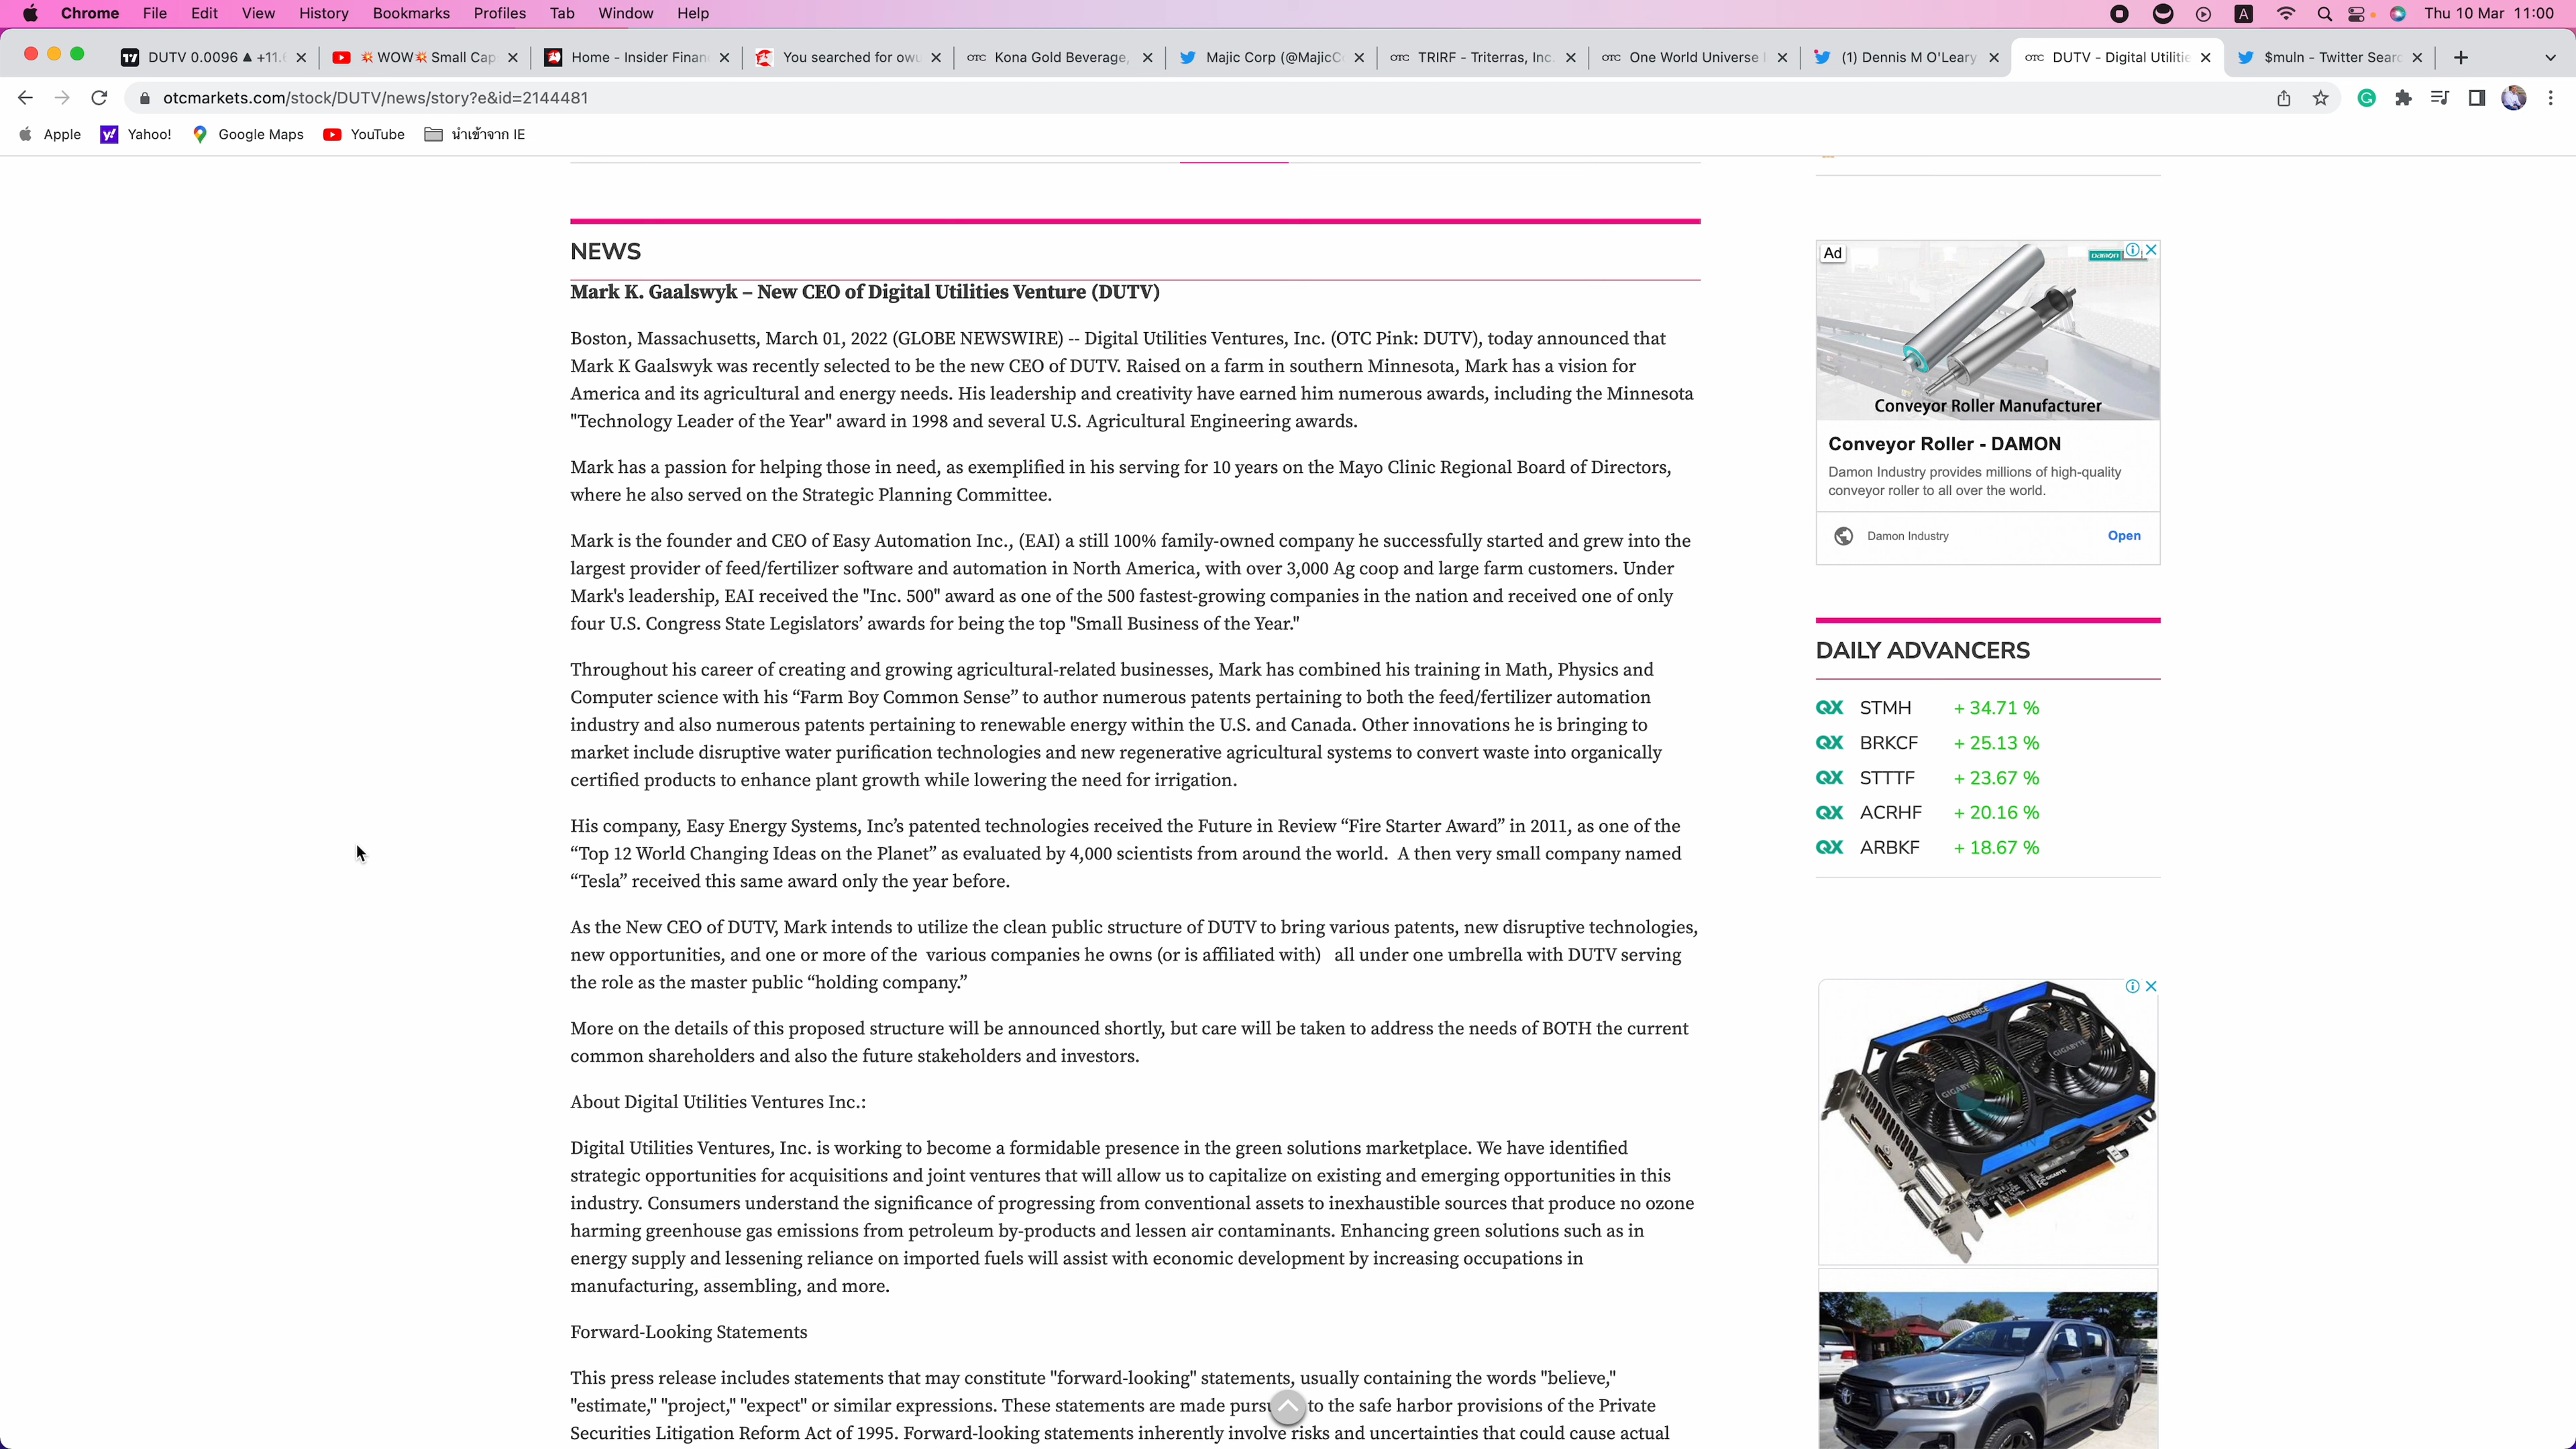 Chrome File Edit View History Bookmarks Profiles Tab Window Help
A Thu 10 Mar 11:00
DUTV 0.0096 ▲ +11.
WOW Small Cap
Home - Insider Finan
You searched for owu
OTC Kona Gold Beverage,
Majic Corp (@MajicC
OTC TRIRF - Triterras, Inc.
OTC One World Universe
(1) Dennis M O'Leary
OTC DUTV - Digital Utilitie
$muln - Twitter Searc
otcmarkets.com/stock/DUTV/news/story?e&id=2144481
Apple Yahoo! Google Maps YouTube นำเข้าจาก IE
NEWS
Mark K. Gaalswyk – New CEO of Digital Utilities Venture (DUTV)
Boston, Massachusetts, March 01, 2022 (GLOBE NEWSWIRE) -- Digital Utilities Ventures, Inc. (OTC Pink: DUTV), today announced that
Mark K Gaalswyk was recently selected to be the new CEO of DUTV. Raised on a farm in southern Minnesota, Mark has a vision for
America and its agricultural and energy needs. His leadership and creativity have earned him numerous awards, including the Minnesota
"Technology Leader of the Year" award in 1998 and several U.S. Agricultural Engineering awards.
Mark has a passion for helping those in need, as exemplified in his serving for 10 years on the Mayo Clinic Regional Board of Directors,
where he also served on the Strategic Planning Committee.
Mark is the founder and CEO of Easy Automation Inc., (EAI) a still 100% family-owned company he successfully started and grew into the
largest provider of feed/fertilizer software and automation in North America, with over 3,000 Ag coop and large farm customers. Under
Mark's leadership, EAI received the "Inc. 500" award as one of the 500 fastest-growing companies in the nation and received one of only
four U.S. Congress State Legislators’ awards for being the top "Small Business of the Year."
Throughout his career of creating and growing agricultural-related businesses, Mark has combined his training in Math, Physics and
Computer science with his “Farm Boy Common Sense” to author numerous patents pertaining to both the feed/fertilizer automation
industry and also numerous patents pertaining to renewable energy within the U.S. and Canada. Other innovations he is bringing to
market include disruptive water purification technologies and new regenerative agricultural systems to convert waste into organically
certified products to enhance plant growth while lowering the need for irrigation.
His company, Easy Energy Systems, Inc’s patented technologies received the Future in Review “Fire Starter Award” in 2011, as one of the
“Top 12 World Changing Ideas on the Planet” as evaluated by 4,000 scientists from around the world. A then very small company named
“Tesla” received this same award only the year before.
As the New CEO of DUTV, Mark intends to utilize the clean public structure of DUTV to bring various patents, new disruptive technologies,
new opportunities, and one or more of the various companies he owns (or is affiliated with) all under one umbrella with DUTV serving
the role as the master public “holding company.”
More on the details of this proposed structure will be announced shortly, but care will be taken to address the needs of BOTH the current
common shareholders and also the future stakeholders and investors.
About Digital Utilities Ventures Inc.:
Digital Utilities Ventures, Inc. is working to become a formidable presence in the green solutions marketplace. We have identified
strategic opportunities for acquisitions and joint ventures that will allow us to capitalize on existing and emerging opportunities in this
industry. Consumers understand the significance of progressing from conventional assets to inexhaustible sources that produce no ozone
harming greenhouse gas emissions from petroleum by-products and lessen air contaminants. Enhancing green solutions such as in
energy supply and lessening reliance on imported fuels will assist with economic development by increasing occupations in
manufacturing, assembling, and more.
Forward-Looking Statements
This press release includes statements that may constitute "forward-looking" statements, usually containing the words "believe,"
"estimate," "project," "expect" or similar expressions. These statements are made pursu to the safe harbor provisions of the Private
Securities Litigation Reform Act of 1995. Forward-looking statements inherently involve risks and uncertainties that could cause actual
Ad
DAMON
Conveyor Roller Manufacturer
Conveyor Roller - DAMON
Damon Industry provides millions of high-quality
conveyor roller to all over the world.
Damon Industry Open
DAILY ADVANCERS
QX STMH + 34.71 %
QX BRKCF + 25.13 %
QX STTTF + 23.67 %
QX ACRHF + 20.16 %
QX ARBKF + 18.67 %
WINDFORCE
GIGABYTE
GIGABYTE